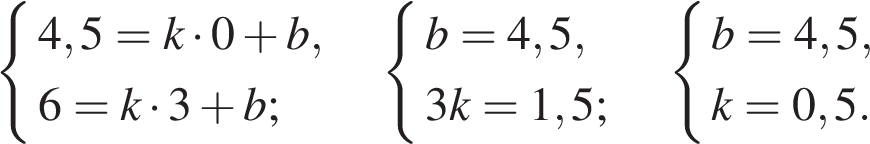 4,5 = k · 0 + b, b = 4,5, b = 4,5,
6 = k · 3 + b; 3k = 1,5; k = 0,5.